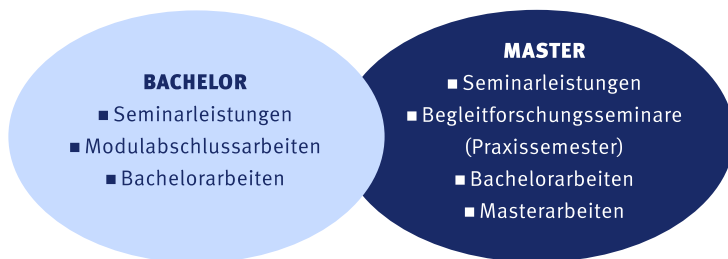 BACHELOR
■ Seminarleistungen
■ Modulabschlussarbeiten
■ Bachelorarbeiten
MASTER
■ Seminarleistungen
■ Begleitforschungsseminare
(Praxissemester)
■ Bachelorarbeiten
■ Masterarbeiten